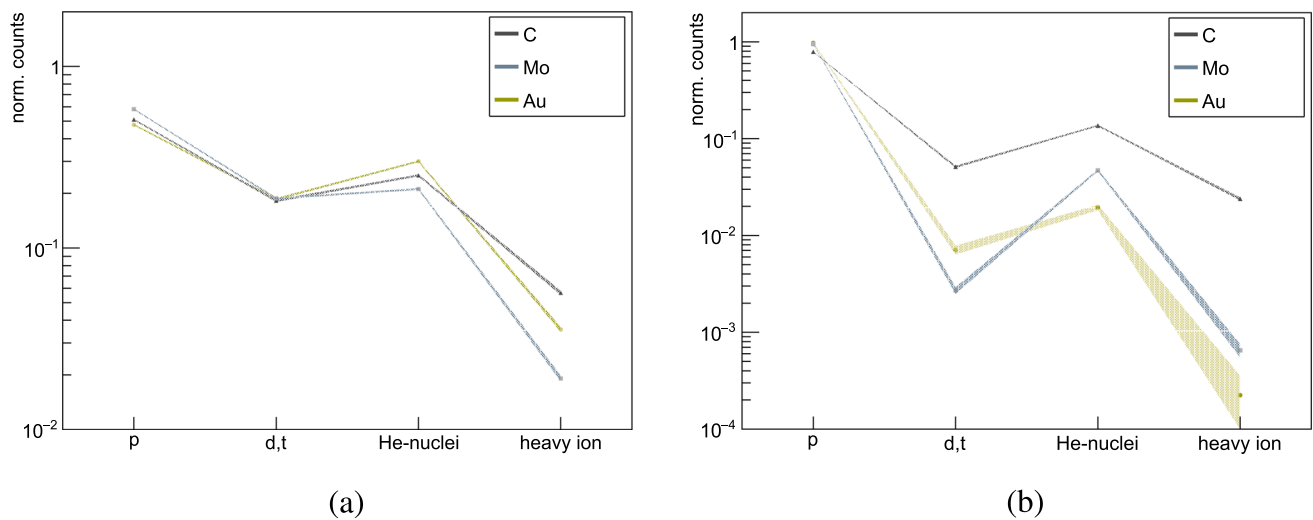 norm. counts
1
10⁻¹
10⁻²
C
Mo
Au
p
d,t
He-nuclei
heavy ion
(a)
norm. counts
1
10⁻¹
10⁻²
10⁻³
10⁻⁴
C
Mo
Au
p
d,t
He-nuclei
heavy ion
(b)